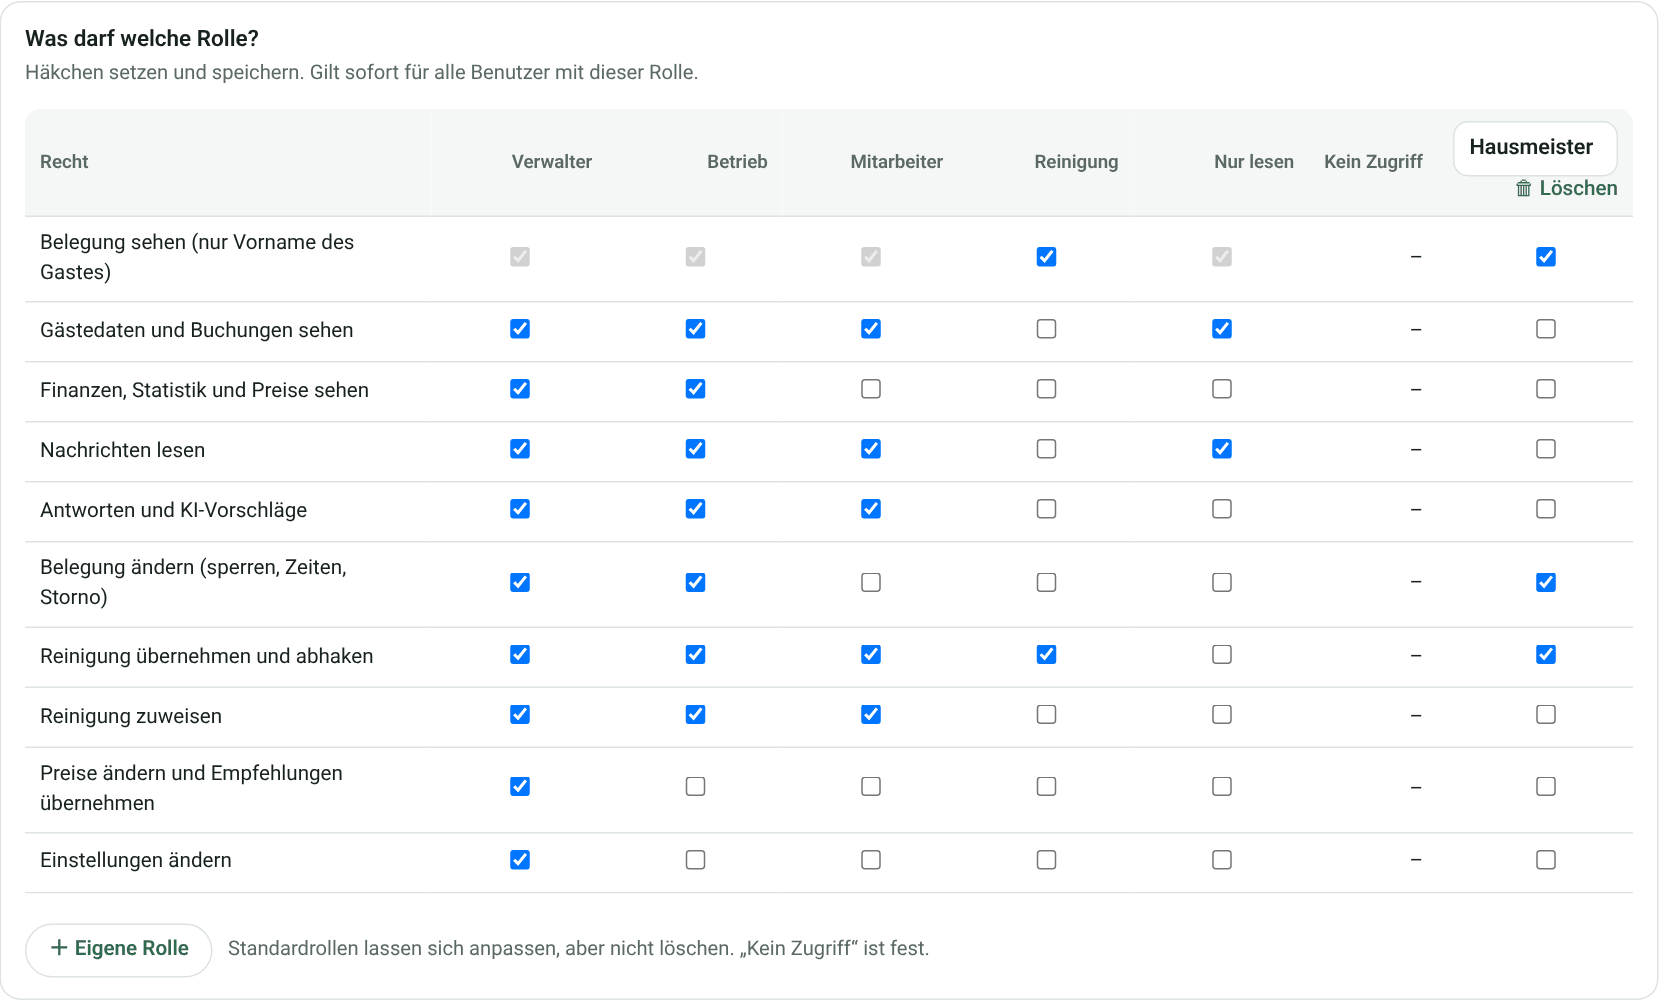 Was darf welche Rolle?
Häkchen setzen und speichern. Gilt sofort für alle Benutzer mit dieser Rolle.
Recht Verwalter Betrieb Mitarbeiter Reinigung Nur lesen Kein Zugriff Hausmeister
Löschen
Belegung sehen (nur Vorname des
Gastes) –
Gästedaten und Buchungen sehen –
Finanzen, Statistik und Preise sehen –
Nachrichten lesen –
Antworten und KI-Vorschläge –
Belegung ändern (sperren, Zeiten,
Storno) –
Reinigung übernehmen und abhaken –
Reinigung zuweisen –
Preise ändern und Empfehlungen
übernehmen –
Einstellungen ändern –
+ Eigene Rolle Standardrollen lassen sich anpassen, aber nicht löschen. „Kein Zugriff“ ist fest.